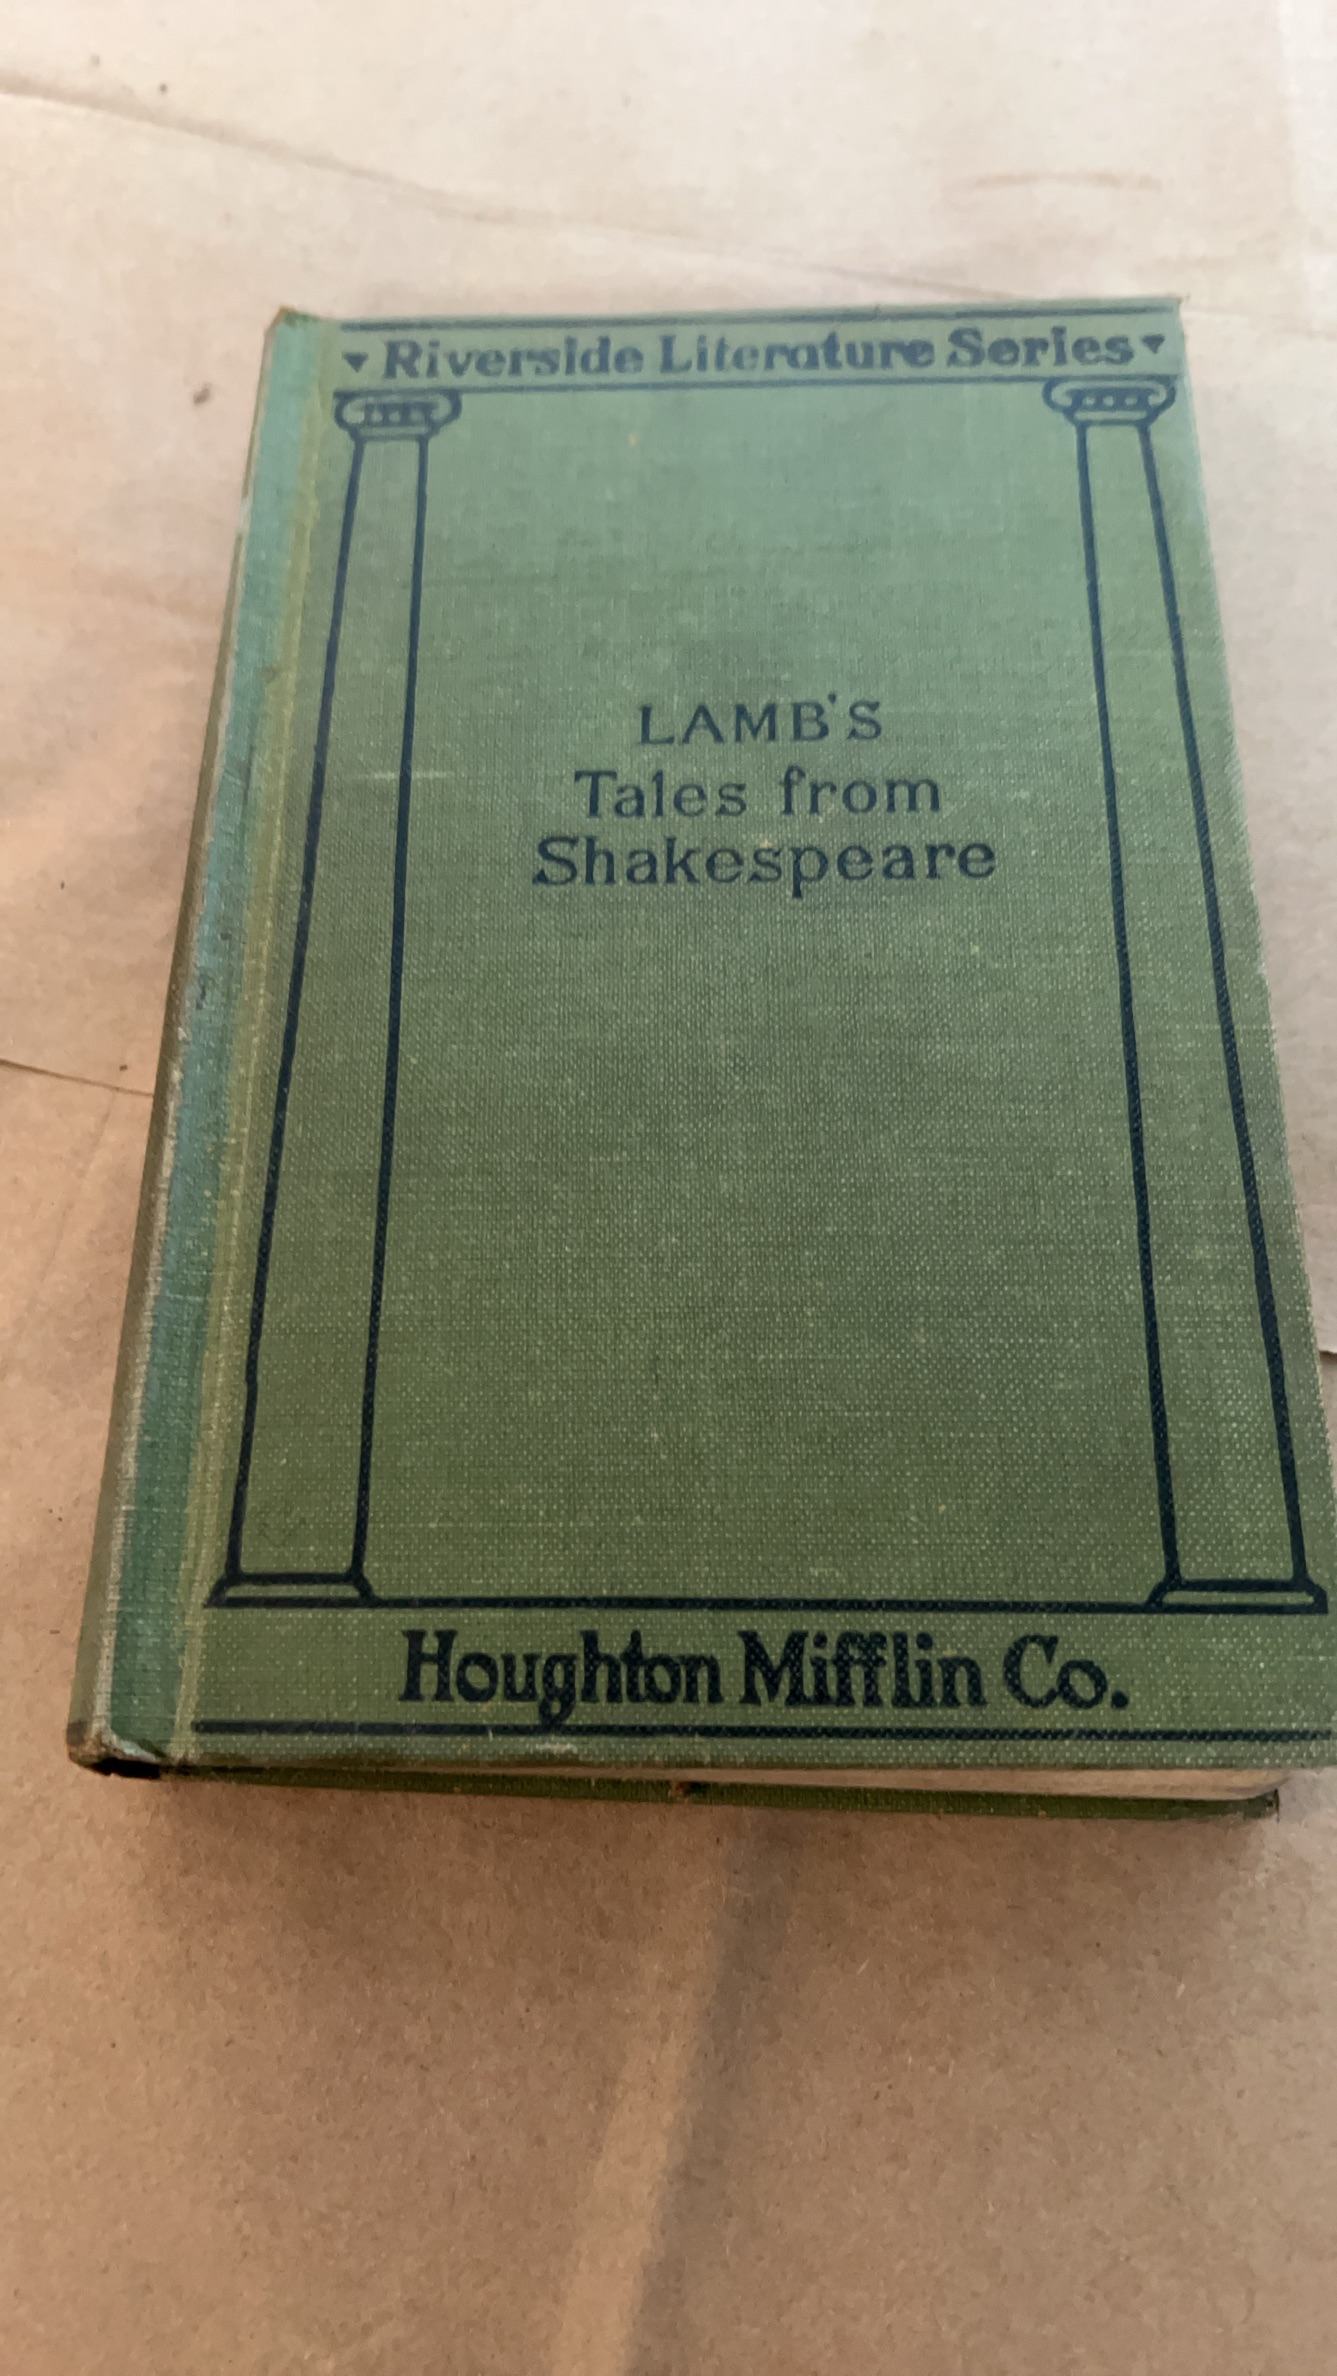 Riverside Literature Series
LAMB'S
Tales from
Shakespeare
Houghton Mifflin Co.